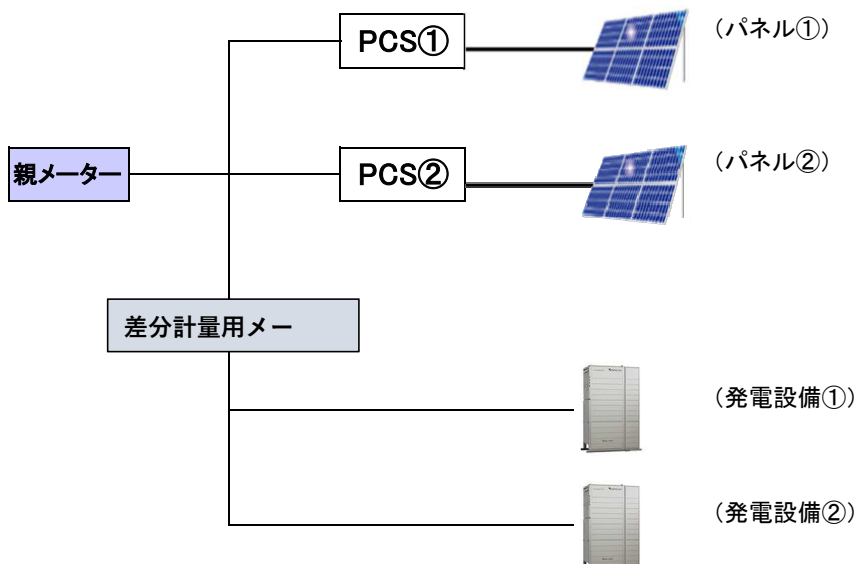 PCS①
（パネル①）
親メーター
PCS②
（パネル②）
差分計量用メー
（発電設備①）
（発電設備②）